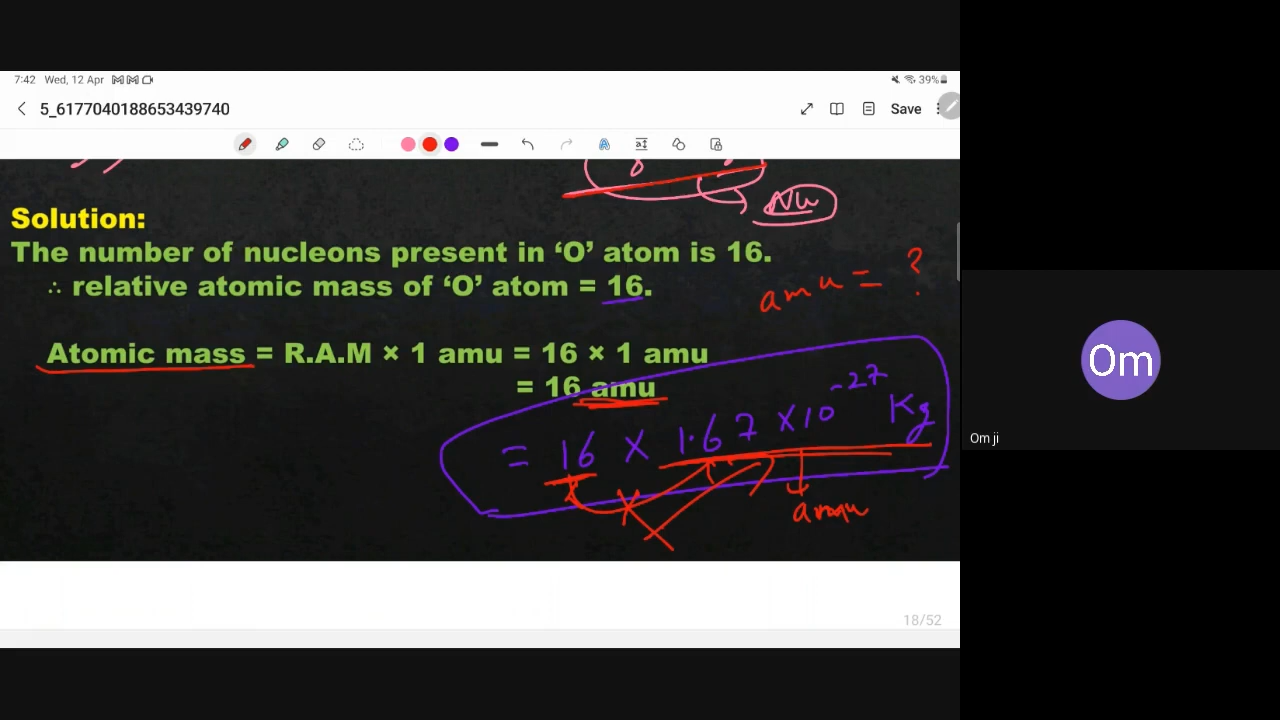 7:42 Wed, 12 Apr
39%
5_6177040188653439740
Save
Nu
Solution:
The number of nucleons present in ‘O’ atom is 16.
∴ relative atomic mass of ‘O’ atom = 16.
amu = ?
Atomic mass = R.A.M × 1 amu = 16 × 1 amu
= 16 amu
= 16 × 1.67 × 10⁻²⁷ Kg
amu
18/52
Om
Om ji